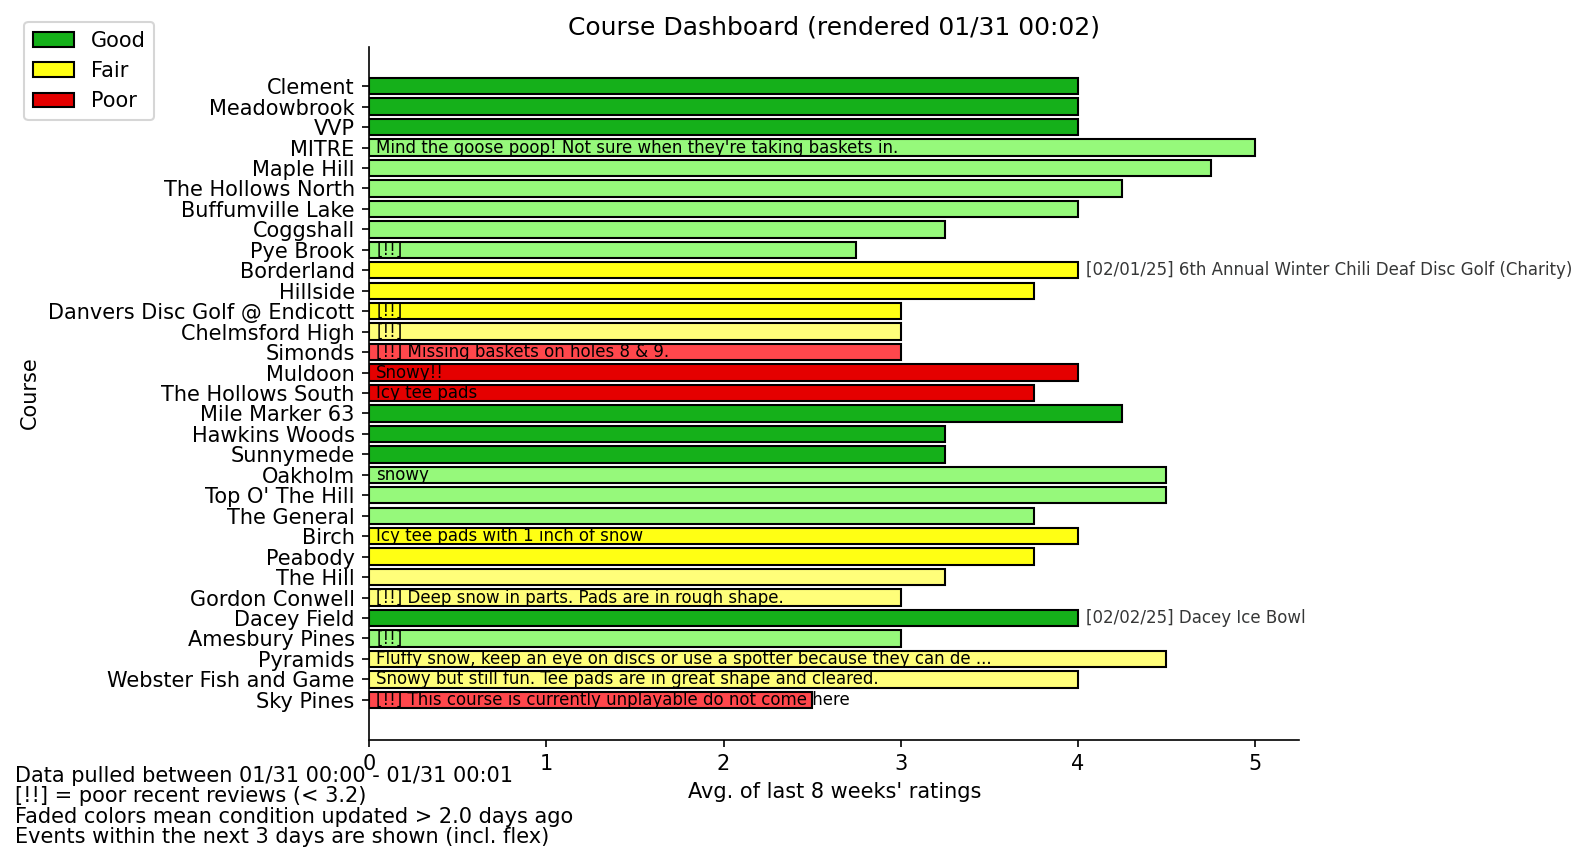 Course Dashboard (rendered 01/31 00:02)
Good
Fair
Poor
Course
Clement
Meadowbrook
VVP
MITRE Mind the goose poop! Not sure when they're taking baskets in.
Maple Hill
The Hollows North
Buffumville Lake
Coggshall
Pye Brook [!!]
Borderland [02/01/25] 6th Annual Winter Chili Deaf Disc Golf (Charity)
Hillside
Danvers Disc Golf @ Endicott [!!]
Chelmsford High [!!]
Simonds [!!] Missing baskets on holes 8 & 9.
Muldoon Snowy!!
The Hollows South Icy tee pads
Mile Marker 63
Hawkins Woods
Sunnymede
Oakholm snowy
Top O' The Hill
The General
Birch Icy tee pads with 1 inch of snow
Peabody
The Hill
Gordon Conwell [!!] Deep snow in parts. Pads are in rough shape.
Dacey Field [02/02/25] Dacey Ice Bowl
Amesbury Pines [!!]
Pyramids Fluffy snow, keep an eye on discs or use a spotter because they can de ...
Webster Fish and Game Snowy but still fun. Tee pads are in great shape and cleared.
Sky Pines [!!] This course is currently unplayable do not come here
0 1 2 3 4 5
Avg. of last 8 weeks' ratings
Data pulled between 01/31 00:00 - 01/31 00:01
[!!] = poor recent reviews (< 3.2)
Faded colors mean condition updated > 2.0 days ago
Events within the next 3 days are shown (incl. flex)